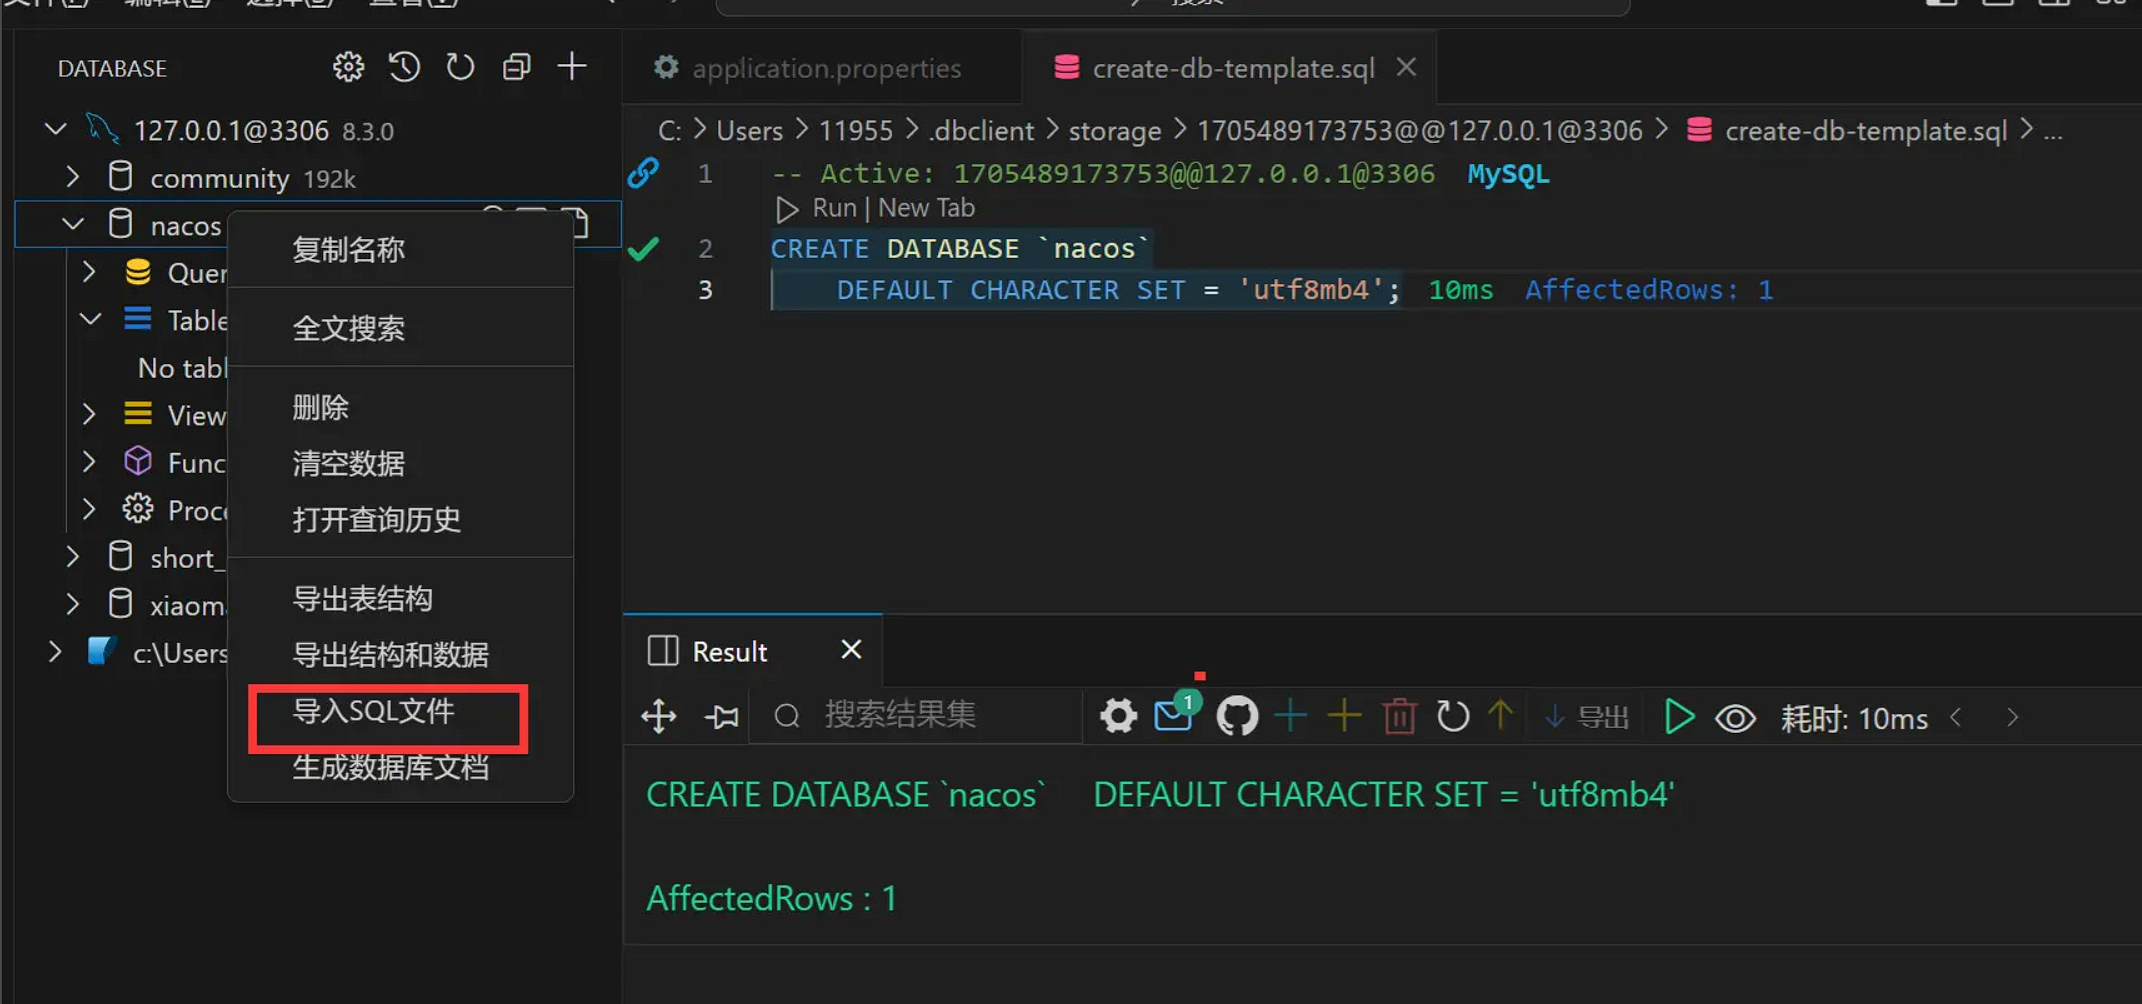 DATABASE
127.0.0.1@3306 8.3.0
community 192k
nacos
Quer
Table
No tabl
View
Func
Proc
short_
xiaom
c:\Users
复制名称
全文搜索
删除
清空数据
打开查询历史
导出表结构
导出结构和数据
导入SQL文件
生成数据库文档
application.properties
create-db-template.sql
C: > Users > 11955 > .dbclient > storage > 1705489173753@@127.0.0.1@3306 > create-db-template.sql > ...
1 -- Active: 1705489173753@@127.0.0.1@3306 MySQL
Run | New Tab
2 CREATE DATABASE `nacos`
3 DEFAULT CHARACTER SET = 'utf8mb4'; 10ms AffectedRows: 1
Result
搜索结果集
1
导出
耗时: 10ms
CREATE DATABASE `nacos` DEFAULT CHARACTER SET = 'utf8mb4'
AffectedRows : 1